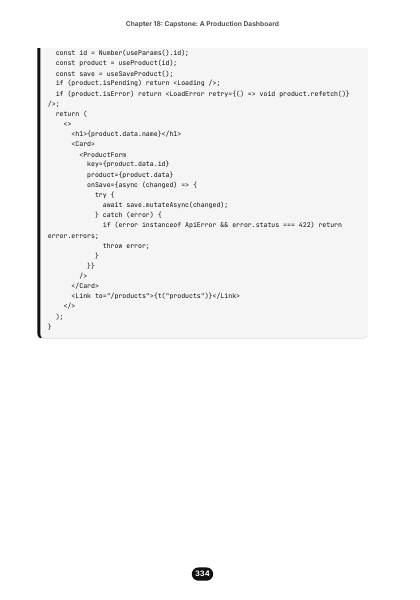 Chapter 18: Capstone: A Production Dashboard
const id = Number(useParams().id);
const product = useProduct(id);
const save = useSaveProduct();
if (product.isPending) return <Loading />;
if (product.isError) return <LoadError retry={() => void product.refetch()}
/>;
return (
<>
<h1>{product.data.name}</h1>
<Card>
<ProductForm
key={product.data.id}
product={product.data}
onSave={async (changed) => {
try {
await save.mutateAsync(changed);
} catch (error) {
if (error instanceof ApiError && error.status === 422) return
error.errors;
throw error;
}
}}
/>
</Card>
<Link to="/products">{t("products")}</Link>
</>
);
}
334